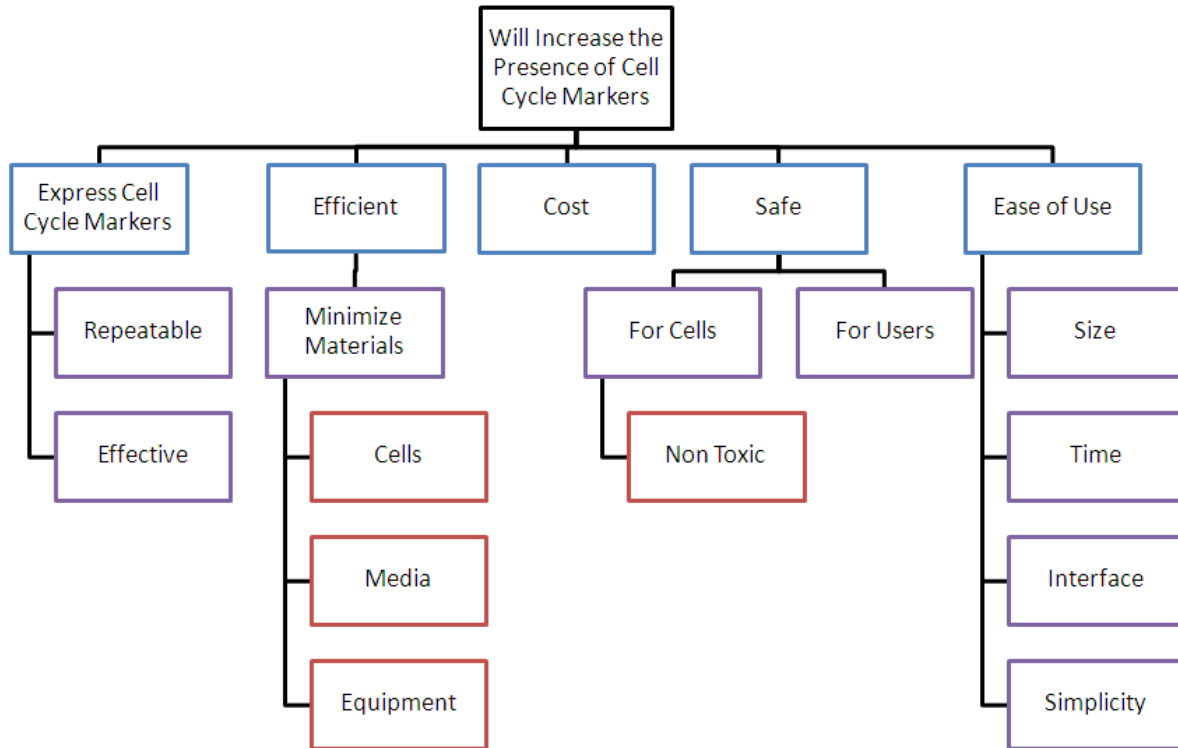 Will Increase the
Presence of Cell
Cycle Markers
Express Cell
Cycle Markers
Efficient
Cost
Safe
Ease of Use
Repeatable
Minimize
Materials
For Cells
For Users
Size
Effective
Cells
Non Toxic
Time
Media
Interface
Equipment
Simplicity